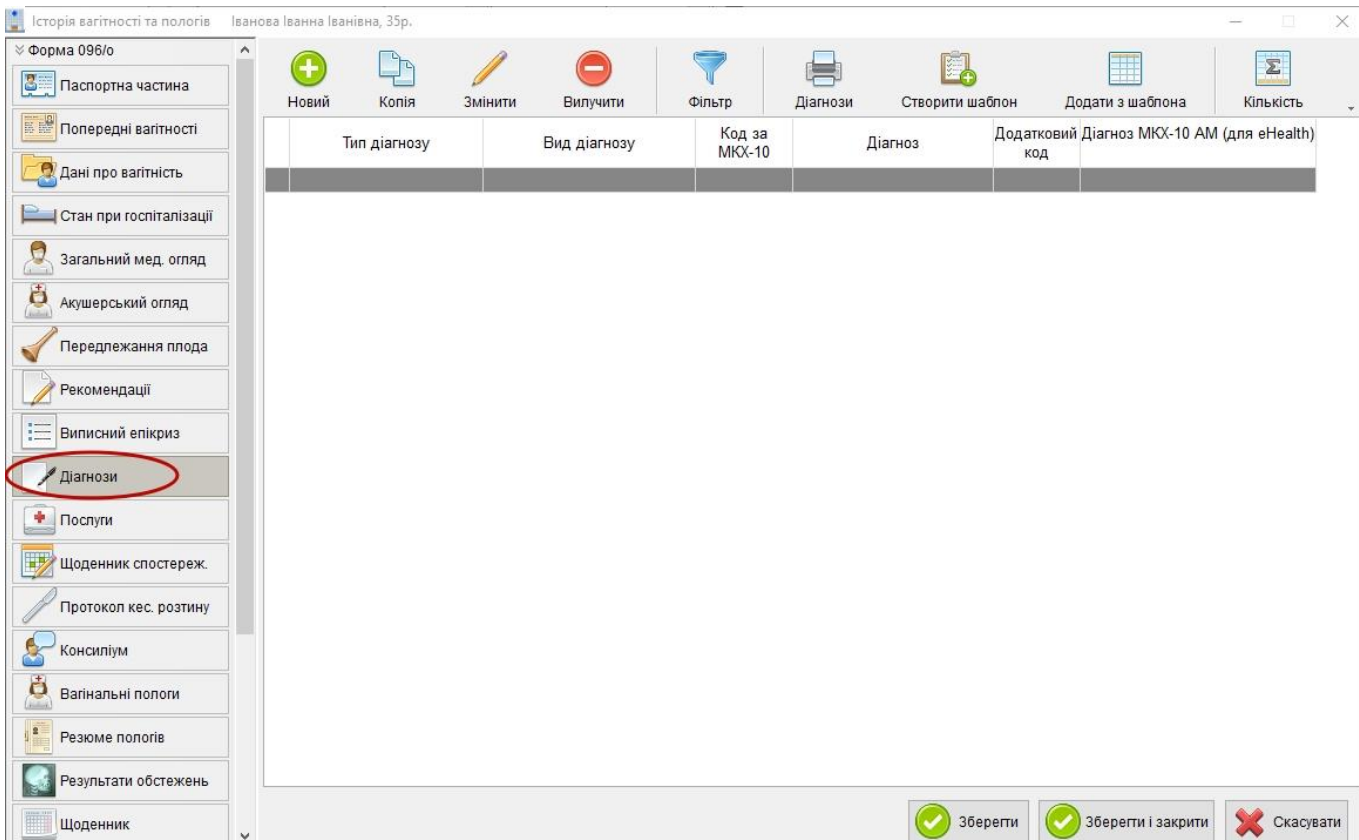 Історія вагітності та пологів Іванова Іванна Іванівна, 35р.
Форма 096/о
Паспортна частина
Попередні вагітності
Дані про вагітність
Стан при госпіталізації
Загальний мед. огляд
Акушерський огляд
Передлежання плода
Рекомендації
Виписний епікриз
Діагнози
Послуги
Щоденник спостереж.
Протокол кес. розтину
Консиліум
Вагінальні пологи
Резюме пологів
Результати обстежень
Щоденник
Новий Копія Змінити Вилучити Фільтр Діагнози Створити шаблон Додати з шаблона Кількість
Тип діагнозу
Вид діагнозу
Код за
МКХ-10
Діагноз
Додатковий
код
Діагноз МКХ-10 АМ (для eHealth)
Зберегти Зберегти і закрити Скасувати